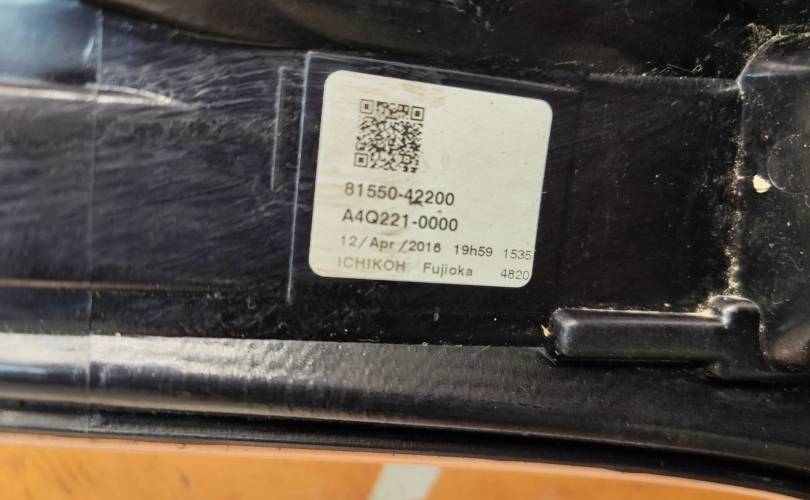 81550-42200
A4Q221-0000
12/Apr/2016 19h59 1535
ICHIKOH Fujioka 4820